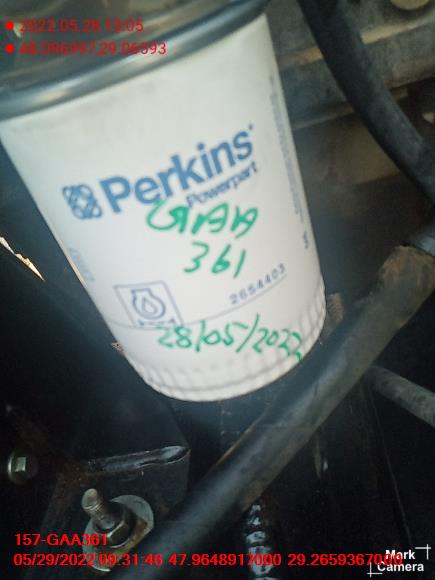 2022.05.28 13:05
48.096997,29.06593
Perkins
Powerpart
GAA
361
2654403
28/05/2022
157-GAA361
05/29/2022 09:31:46 47.9648917000 29.2659367000
Mark
Camera